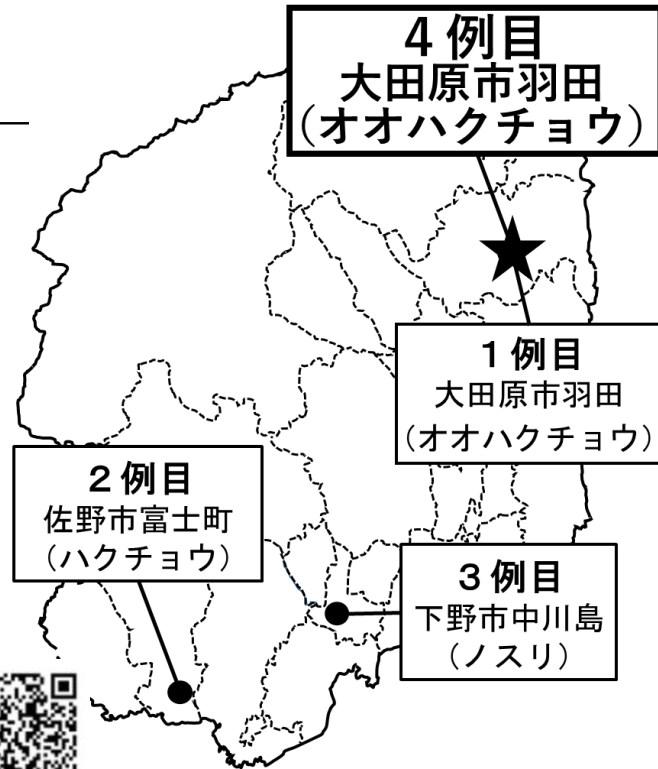 4例目
大田原市羽田
(オオハクチョウ)
1例目
大田原市羽田
(オオハクチョウ)
2例目
佐野市富士町
(ハクチョウ)
3例目
下野市中川島
(ノスリ)